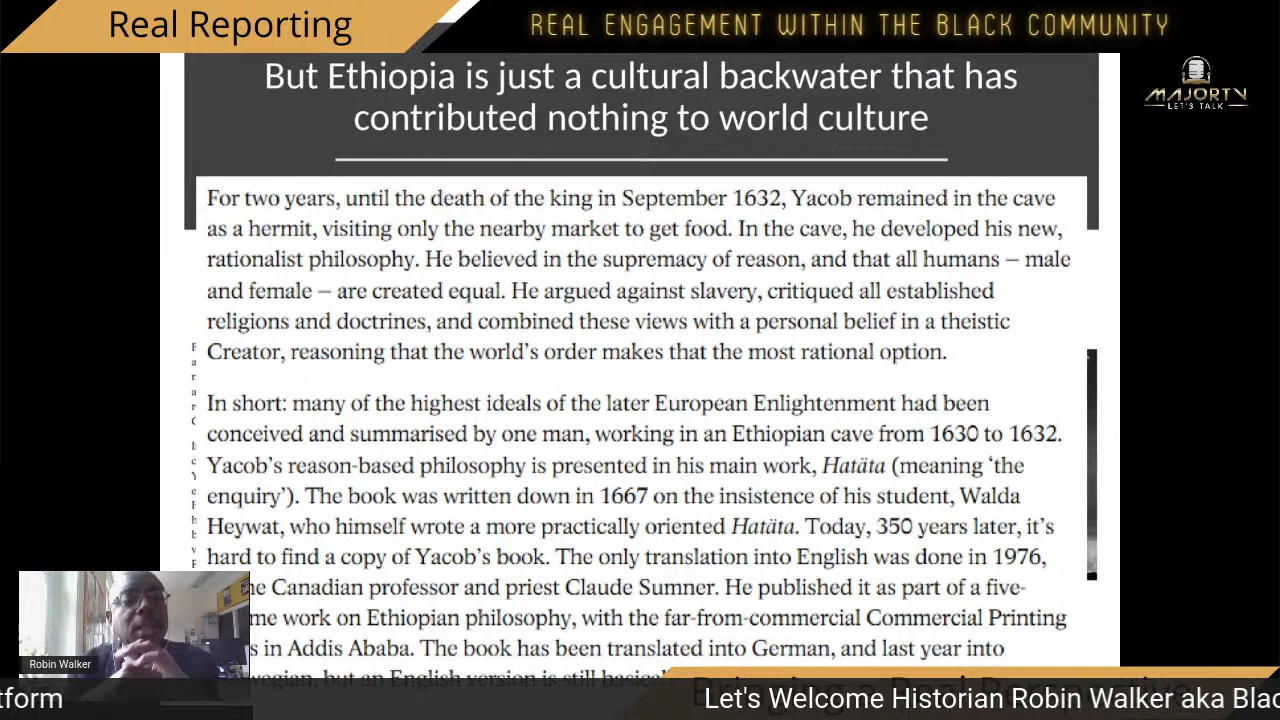 Real Reporting
REAL ENGAGEMENT WITHIN THE BLACK COMMUNITY
MAJORTV
LET'S TALK
But Ethiopia is just a cultural backwater that has
contributed nothing to world culture
For two years, until the death of the king in September 1632, Yacob remained in the cave
as a hermit, visiting only the nearby market to get food. In the cave, he developed his new,
rationalist philosophy. He believed in the supremacy of reason, and that all humans – male
and female – are created equal. He argued against slavery, critiqued all established
religions and doctrines, and combined these views with a personal belief in a theistic
Creator, reasoning that the world's order makes that the most rational option.
In short: many of the highest ideals of the later European Enlightenment had been
conceived and summarised by one man, working in an Ethiopian cave from 1630 to 1632.
Yacob's reason-based philosophy is presented in his main work, Hatäta (meaning ‘the
enquiry’). The book was written down in 1667 on the insistence of his student, Walda
Heywat, who himself wrote a more practically oriented Hatäta. Today, 350 years later, it's
hard to find a copy of Yacob's book. The only translation into English was done in 1976,
he Canadian professor and priest Claude Sumner. He published it as part of a five-
me work on Ethiopian philosophy, with the far-from-commercial Commercial Printing
s in Addis Ababa. The book has been translated into German, and last year into
wegian, but an English version is still basical
Robin Walker
Bringing a Real Perspective
tform
Let's Welcome Historian Robin Walker aka Blac